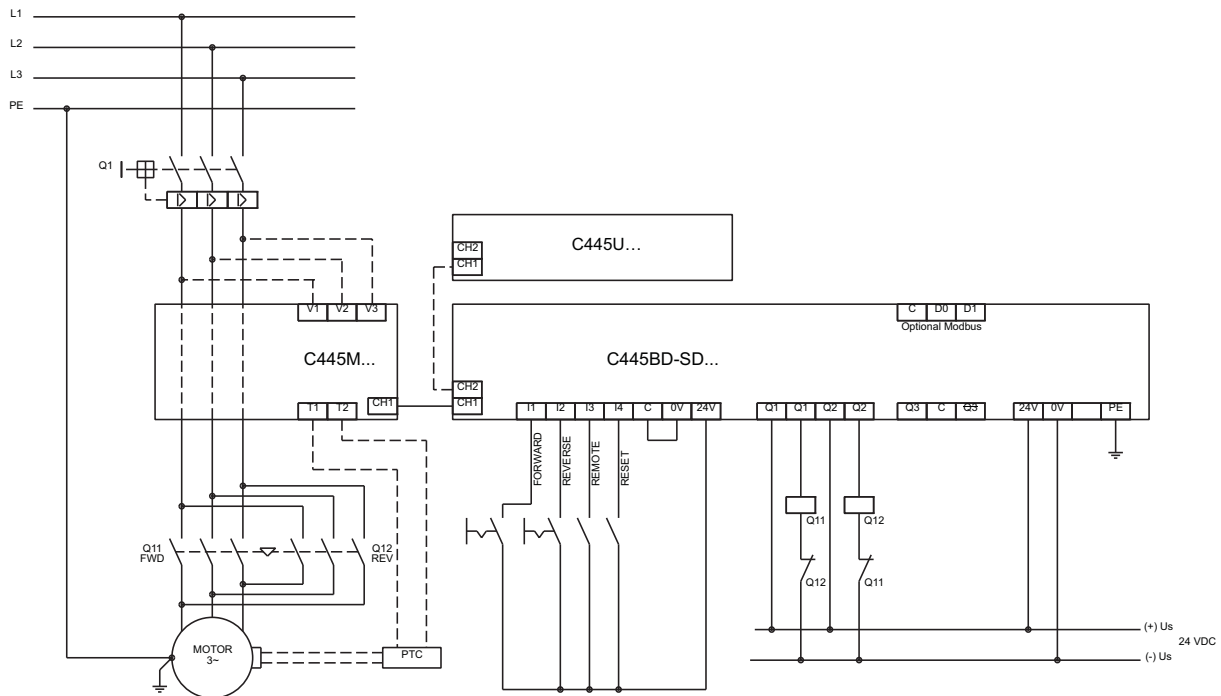 L1
L2
L3
PE
Q1
C445U...
CH2
CH1
V1 V2 V3
C D0 D1
Optional Modbus
C445M...
C445BD-SD...
CH2
T1 T2 CH1
CH1
I1 I2 I3 I4 C 0V 24V
Q1 Q1 Q2 Q2
Q3 C Q3
24V 0V PE
FORWARD
REVERSE
REMOTE
RESET
Q11
Q12
Q11
FWD
Q12
REV
Q12
Q11
(+) Us
24 VDC
(-) Us
MOTOR
3~
PTC